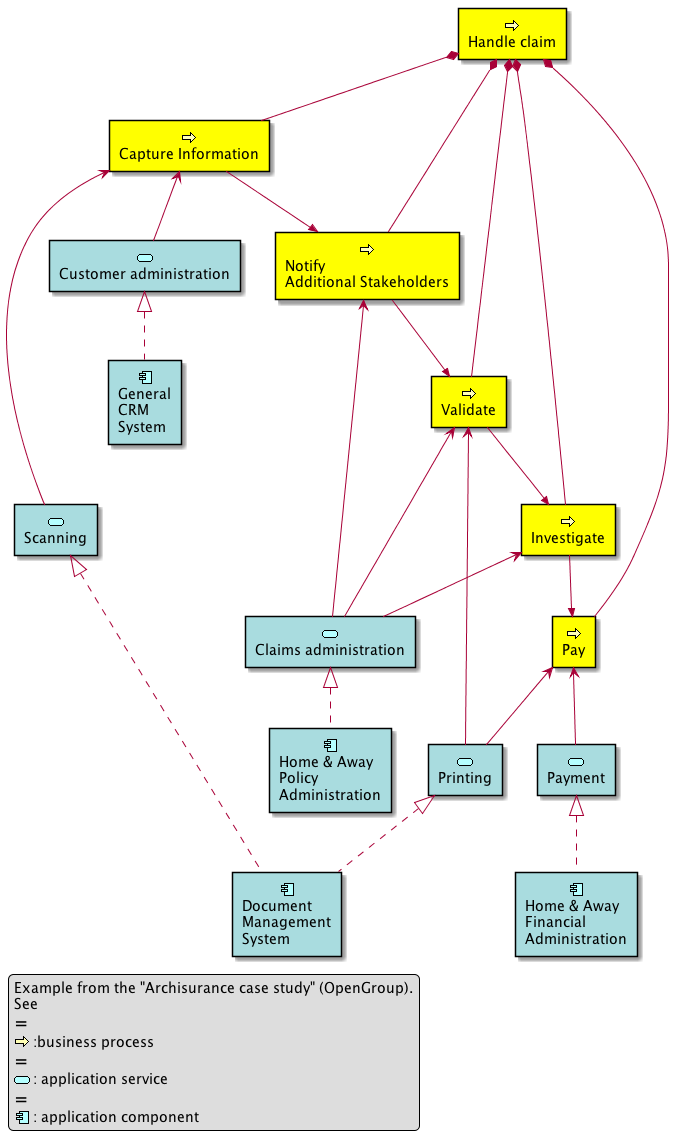 Handle claim
Capture Information
Customer administration
Notify
Additional Stakeholders
General
CRM
System
Validate
Scanning
Investigate
Claims administration
Pay
Home & Away
Policy
Administration
Printing
Payment
Document
Management
System
Home & Away
Financial
Administration
Example from the "Archisurance case study" (OpenGroup).
See
=
:business process
=
: application service
=
: application component